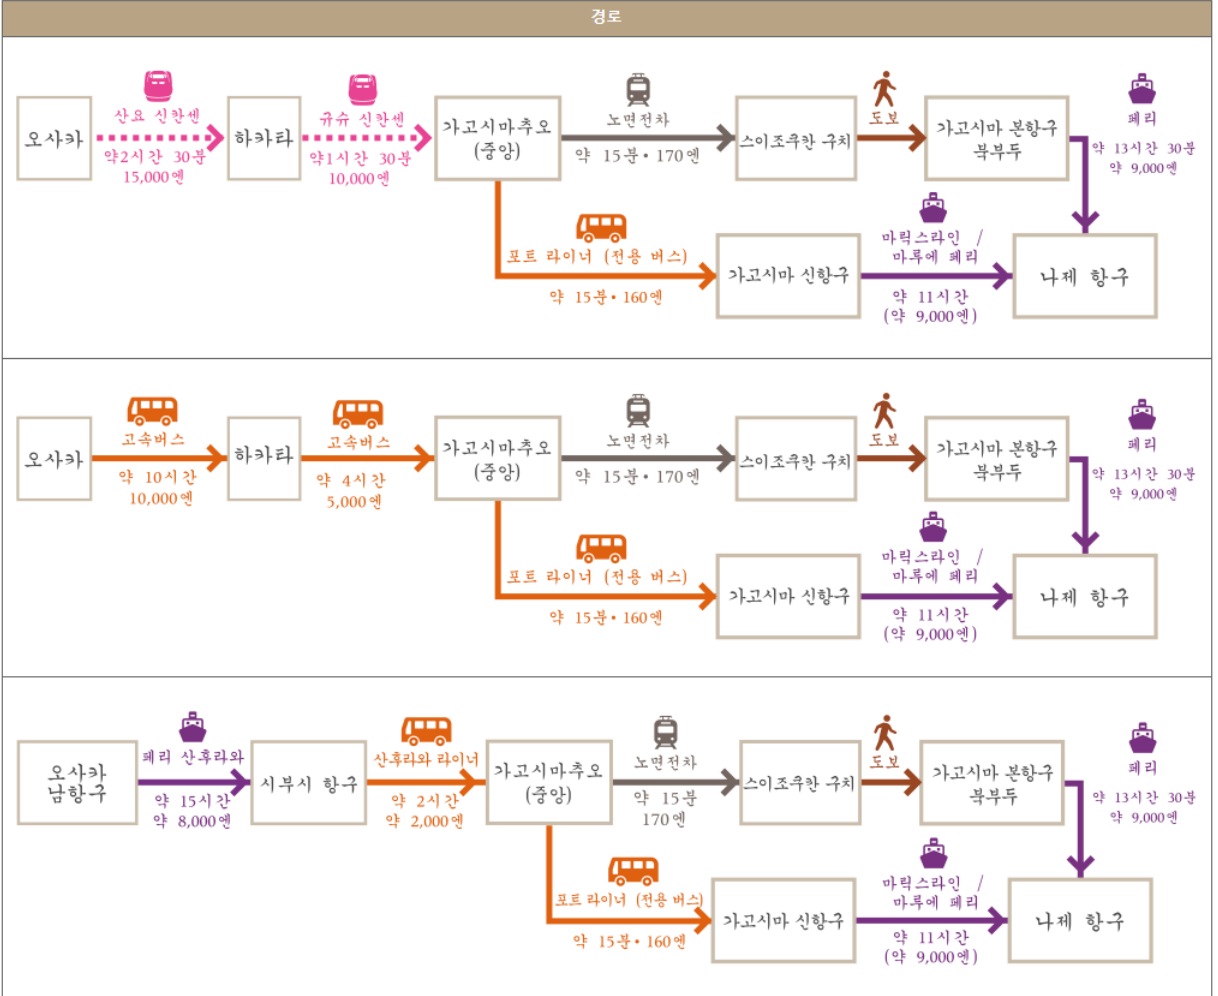 경로
산요 신칸센
규슈 신칸센
노면전차
도보
페리
오사카
하카타
가고시마추오
(중앙)
스이조쿠칸 구치
가고시마 본항구
북부두
약2시간 30분
15,000엔
약1시간 30분
10,000엔
약 15분 • 170엔
약 13시간 30분
약 9,000엔
포트 라이너 (전용 버스)
마릭스라인 /
마루에 페리
가고시마 신항구
나제 항구
약 15분 • 160엔
약 11시간
(약 9,000엔)
고속버스
고속버스
노면전차
도보
페리
오사카
하카타
가고시마추오
(중앙)
스이조쿠칸 구치
가고시마 본항구
북부두
약 10시간
10,000엔
약 4시간
5,000엔
약 15분 • 170엔
약 13시간 30분
약 9,000엔
포트 라이너 (전용 버스)
마릭스라인 /
마루에 페리
가고시마 신항구
나제 항구
약 15분 • 160엔
약 11시간
(약 9,000엔)
페리 산후라와
산후라와 라이너
노면전차
도보
페리
오사카
남항구
시부시 항구
가고시마추오
(중앙)
스이조쿠칸 구치
가고시마 본항구
북부두
약 15시간
약 8,000엔
약 2시간
약 2,000엔
약 15분
170엔
약 13시간 30분
약 9,000엔
포트 라이너 (전용 버스)
마릭스라인 /
마루에 페리
가고시마 신항구
나제 항구
약 15분 • 160엔
약 11시간
(약 9,000엔)